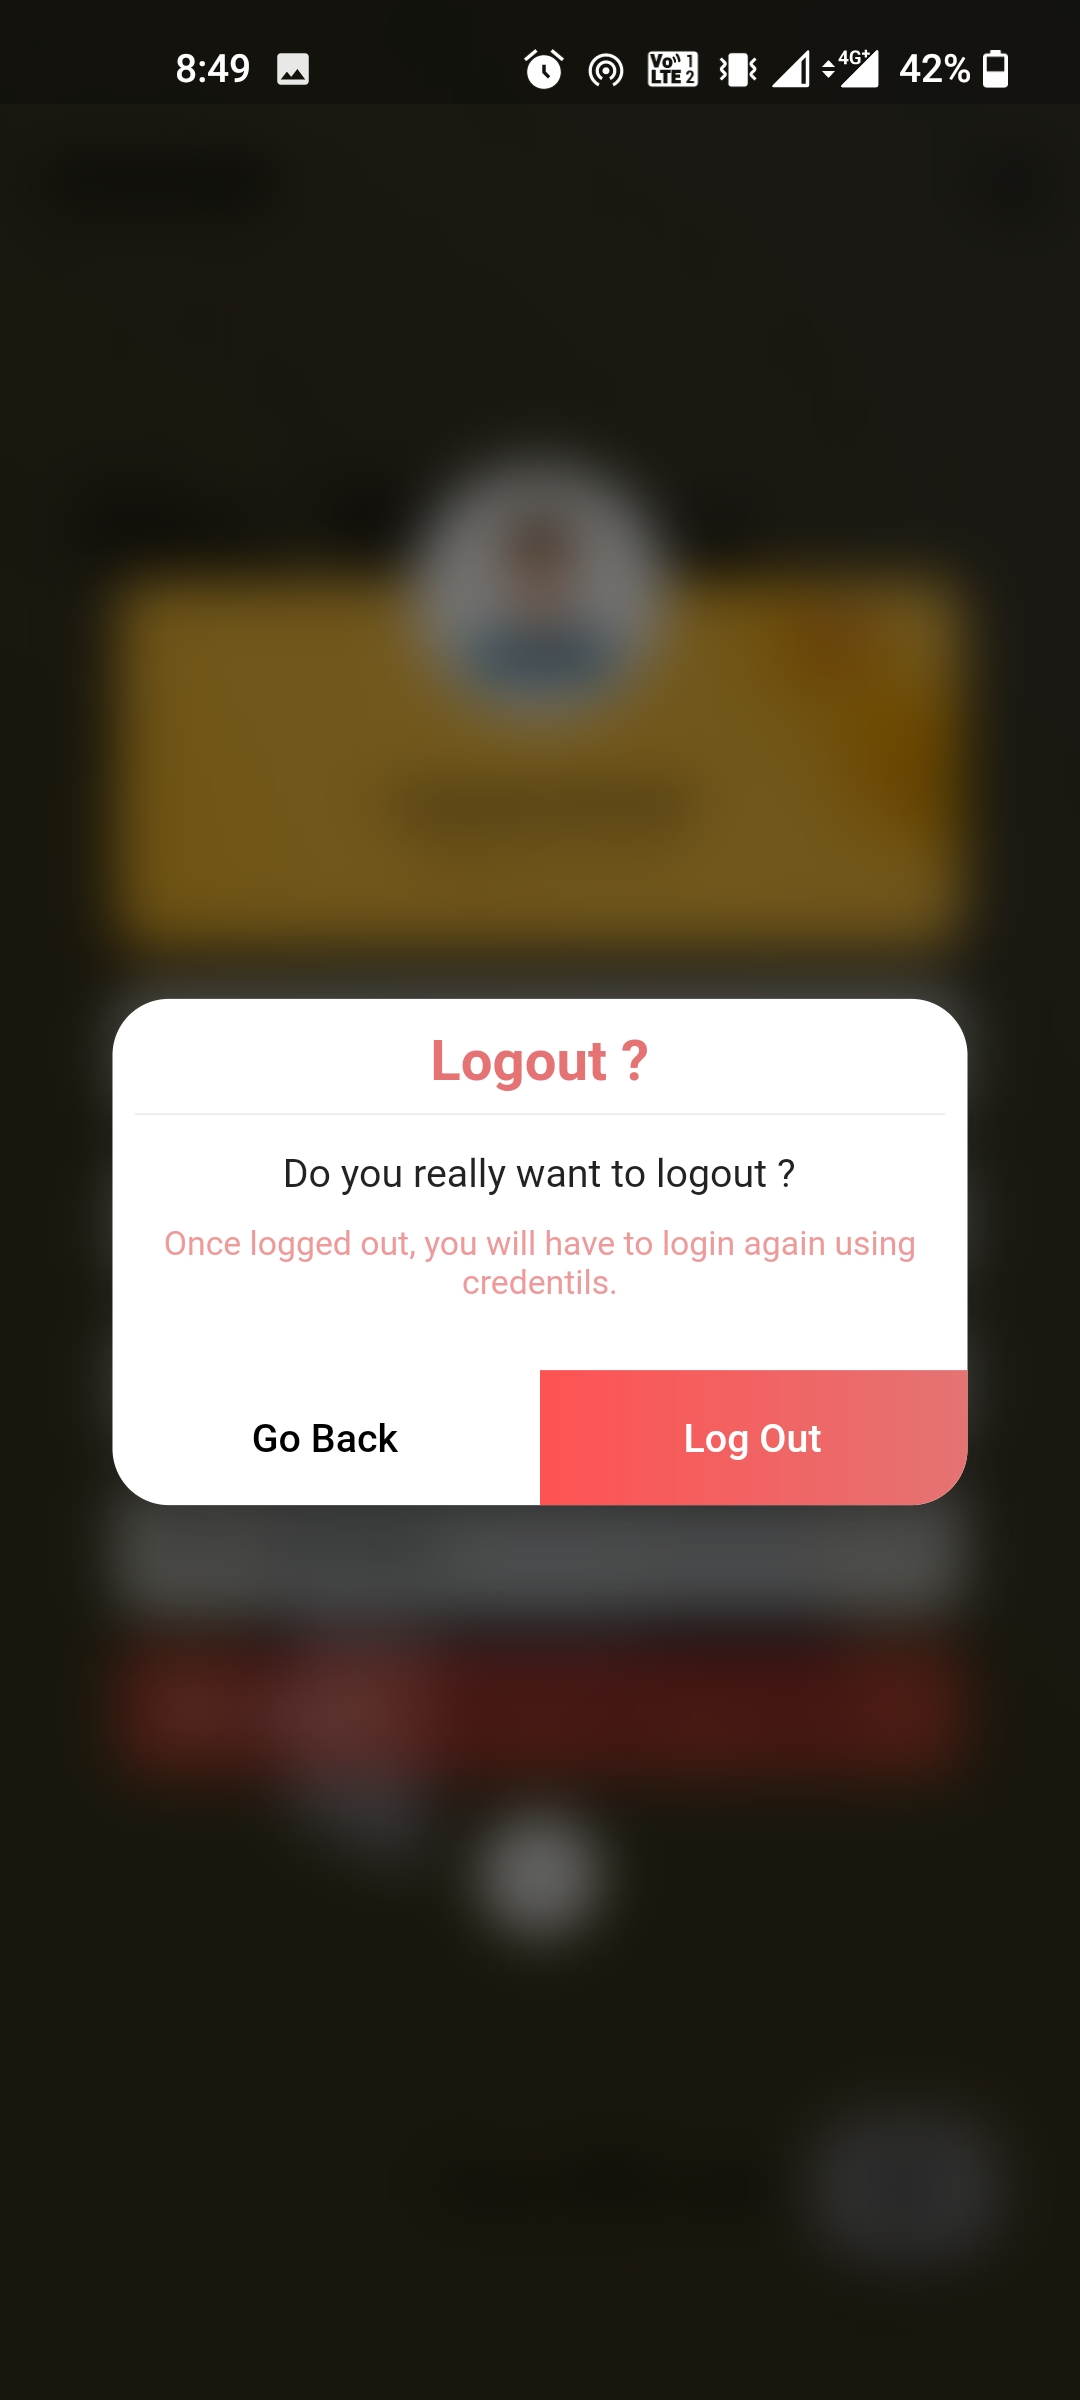 8:49 Vo LTE 1 2 4G+ 42%
Logout ?
Do you really want to logout ?
Once logged out, you will have to login again using
credentils.
Go Back Log Out